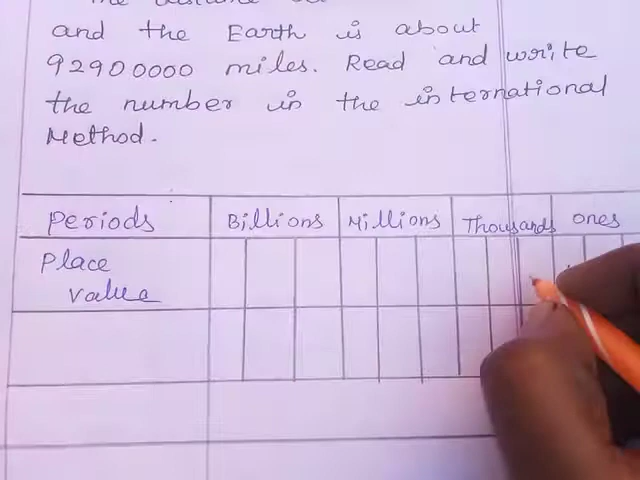 and the Earth is about
92900000 miles. Read and write
the number in the international
Method.
Periods Billions Millions Thousands ones
Place
value